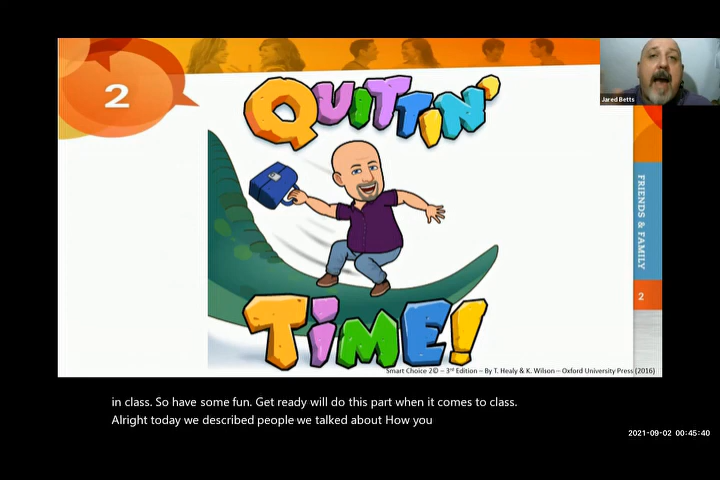 2
QUITTIN'
TIME!
Jared Betts
FRIENDS & FAMILY
2
Smart Choice 2© – 3rd Edition – By T. Healy & K. Wilson – Oxford University Press (2016)
in class. So have some fun. Get ready will do this part when it comes to class.
Alright today we described people we talked about How you
2021-09-02 00:45:40